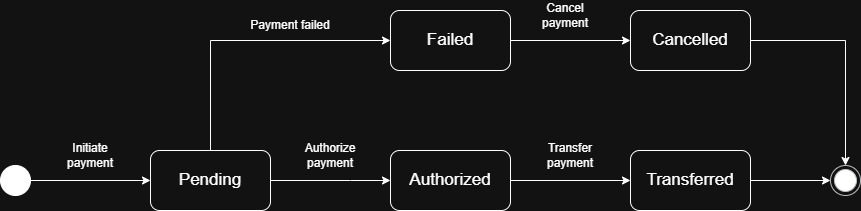 Cancel
payment
Payment failed
Failed
Cancelled
Initiate
payment
Authorize
payment
Transfer
payment
Pending
Authorized
Transferred